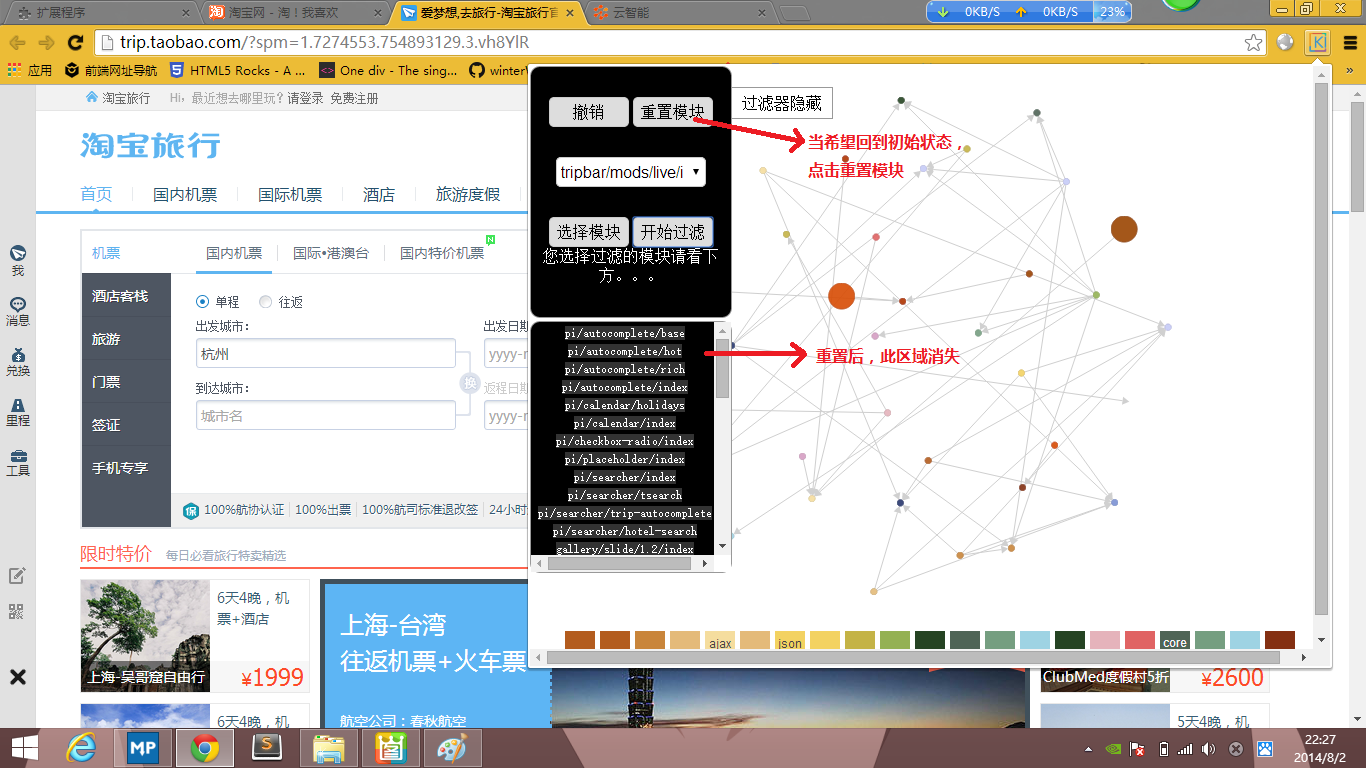 扩展程序
淘宝网 - 淘！我喜欢
爱梦想,去旅行-淘宝旅行官
云智能
0KB/S
0KB/S
23%
trip.taobao.com/?spm=1.7274553.754893129.3.vh8YlR
应用
前端网址导航
HTML5 Rocks - A ...
One div - The sing...
winter
»
淘宝旅行
Hi，最近想去哪里玩？请登录 免费注册
淘宝旅行
首页
国内机票
国际机票
酒店
旅游度假
我
消息
兑换
里程
工具
机票
国内机票
国际•港澳台
国内特价机票
N
酒店客栈
旅游
门票
签证
手机专享
单程
往返
出发城市：
出发日期
杭州
yyyy-m
换
到达城市：
返程日期
城市名
yyyy-m
保
100%航协认证
100%出票
100%航司标准退改签
24小时
限时特价
每日必看旅行特卖精选
6天4晚，机
票+酒店
上海-吴哥窟自由行
¥1999
6天4晚，机
上海-台湾
往返机票+火车票
航空公司：春秋航空
ClubMed度假村5折
¥2600
5天4晚，机
撤销
重置模块
过滤器隐藏
tripbar/mods/live/i
选择模块
开始过滤
您选择过滤的模块请看下
方。。。
当希望回到初始状态，
点击重置模块
重置后，此区域消失
pi/autocomplete/base
pi/autocomplete/hot
pi/autocomplete/rich
pi/autocomplete/index
pi/calendar/holidays
pi/calendar/index
pi/checkbox-radio/index
pi/placeholder/index
pi/searcher/index
pi/searcher/tsearch
pi/searcher/trip-autocomplete
pi/searcher/hotel-search
gallery/slide/1.2/index
ajax
json
core
MP
S
22:27
2014/8/2